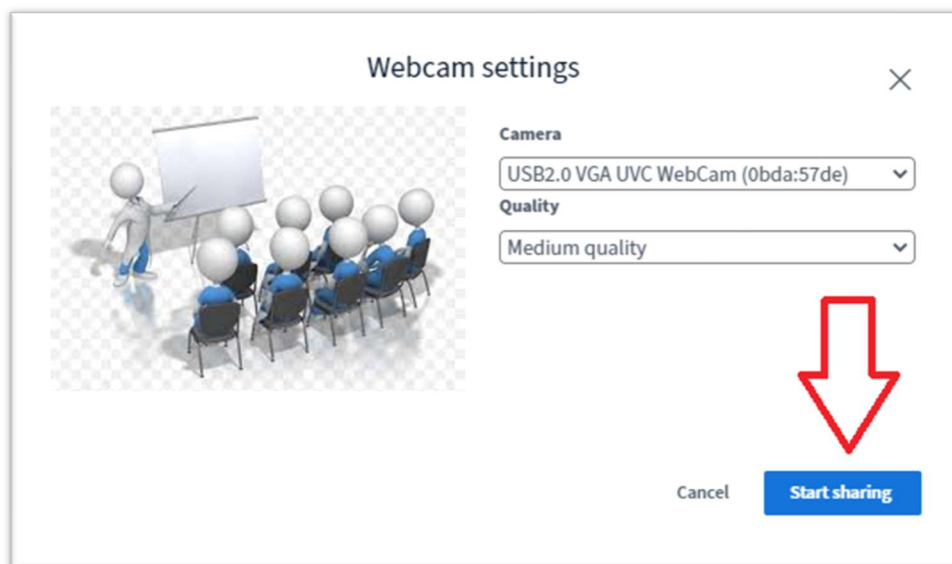 Webcam settings
Camera
USB2.0 VGA UVC WebCam (0bda:57de)
Quality
Medium quality
Cancel
Start sharing